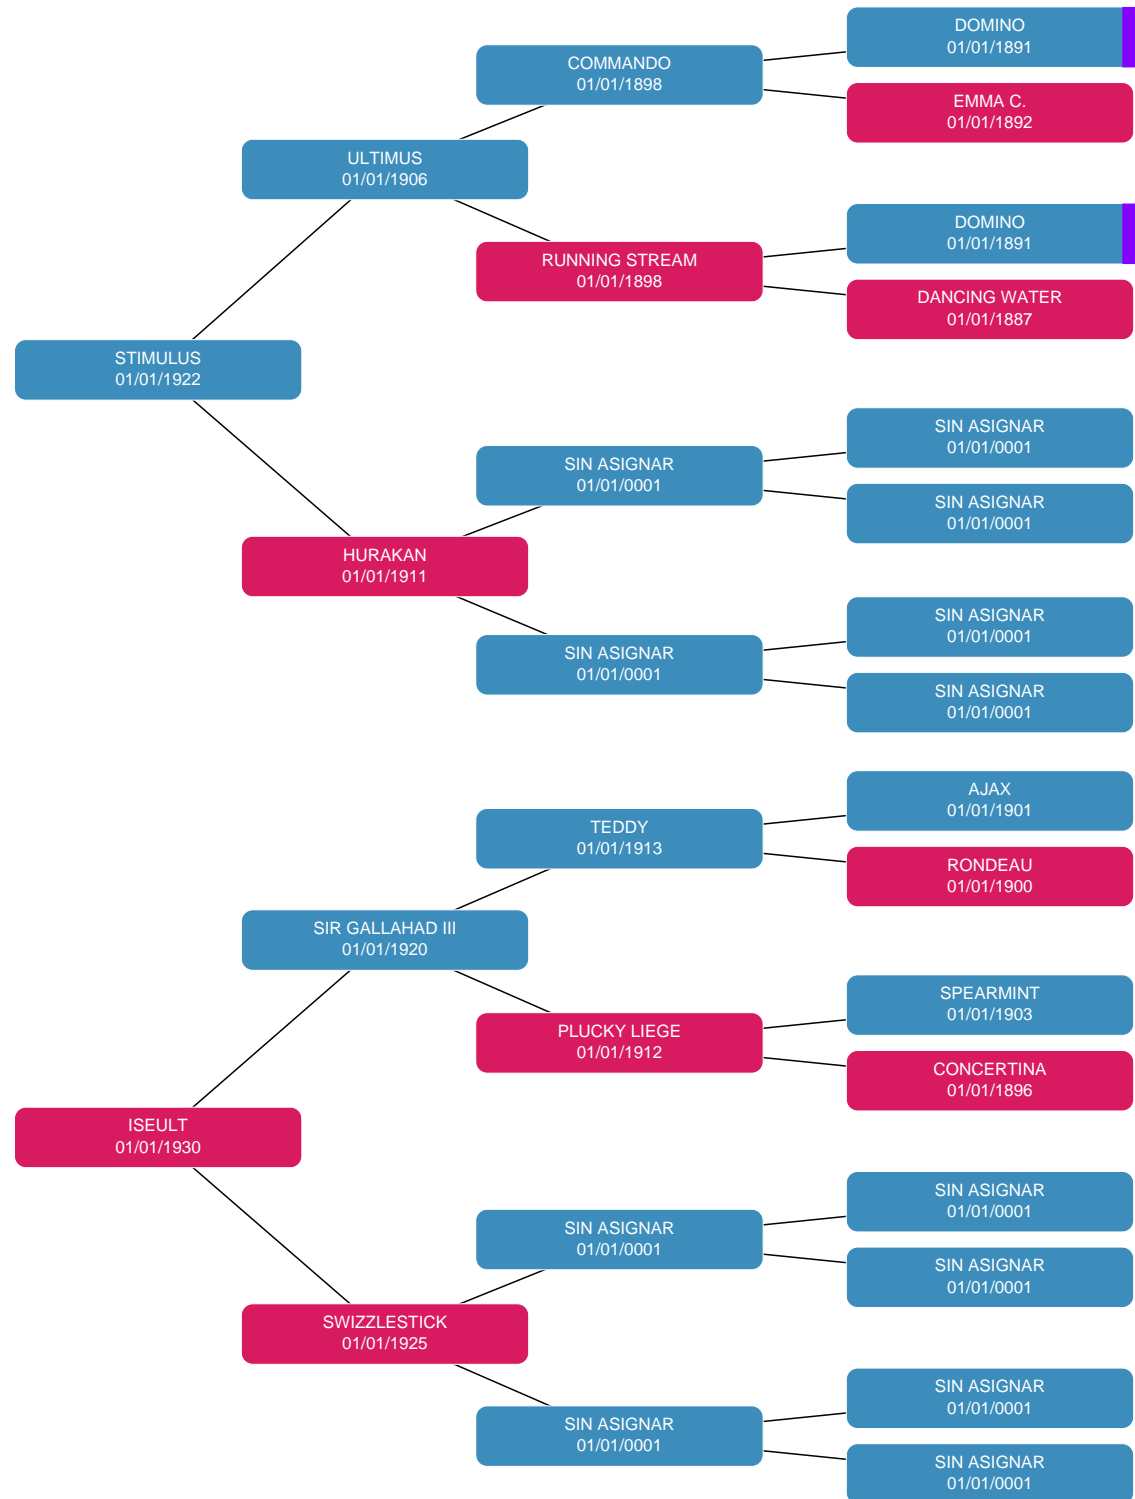 DOMINO
01/01/1891
COMMANDO
01/01/1898
EMMA C.
01/01/1892
ULTIMUS
01/01/1906
DOMINO
01/01/1891
RUNNING STREAM
01/01/1898
DANCING WATER
01/01/1887
STIMULUS
01/01/1922
SIN ASIGNAR
01/01/0001
SIN ASIGNAR
01/01/0001
SIN ASIGNAR
01/01/0001
HURAKAN
01/01/1911
SIN ASIGNAR
01/01/0001
SIN ASIGNAR
01/01/0001
SIN ASIGNAR
01/01/0001
AJAX
01/01/1901
TEDDY
01/01/1913
RONDEAU
01/01/1900
SIR GALLAHAD III
01/01/1920
SPEARMINT
01/01/1903
PLUCKY LIEGE
01/01/1912
CONCERTINA
01/01/1896
ISEULT
01/01/1930
SIN ASIGNAR
01/01/0001
SIN ASIGNAR
01/01/0001
SIN ASIGNAR
01/01/0001
SWIZZLESTICK
01/01/1925
SIN ASIGNAR
01/01/0001
SIN ASIGNAR
01/01/0001
SIN ASIGNAR
01/01/0001